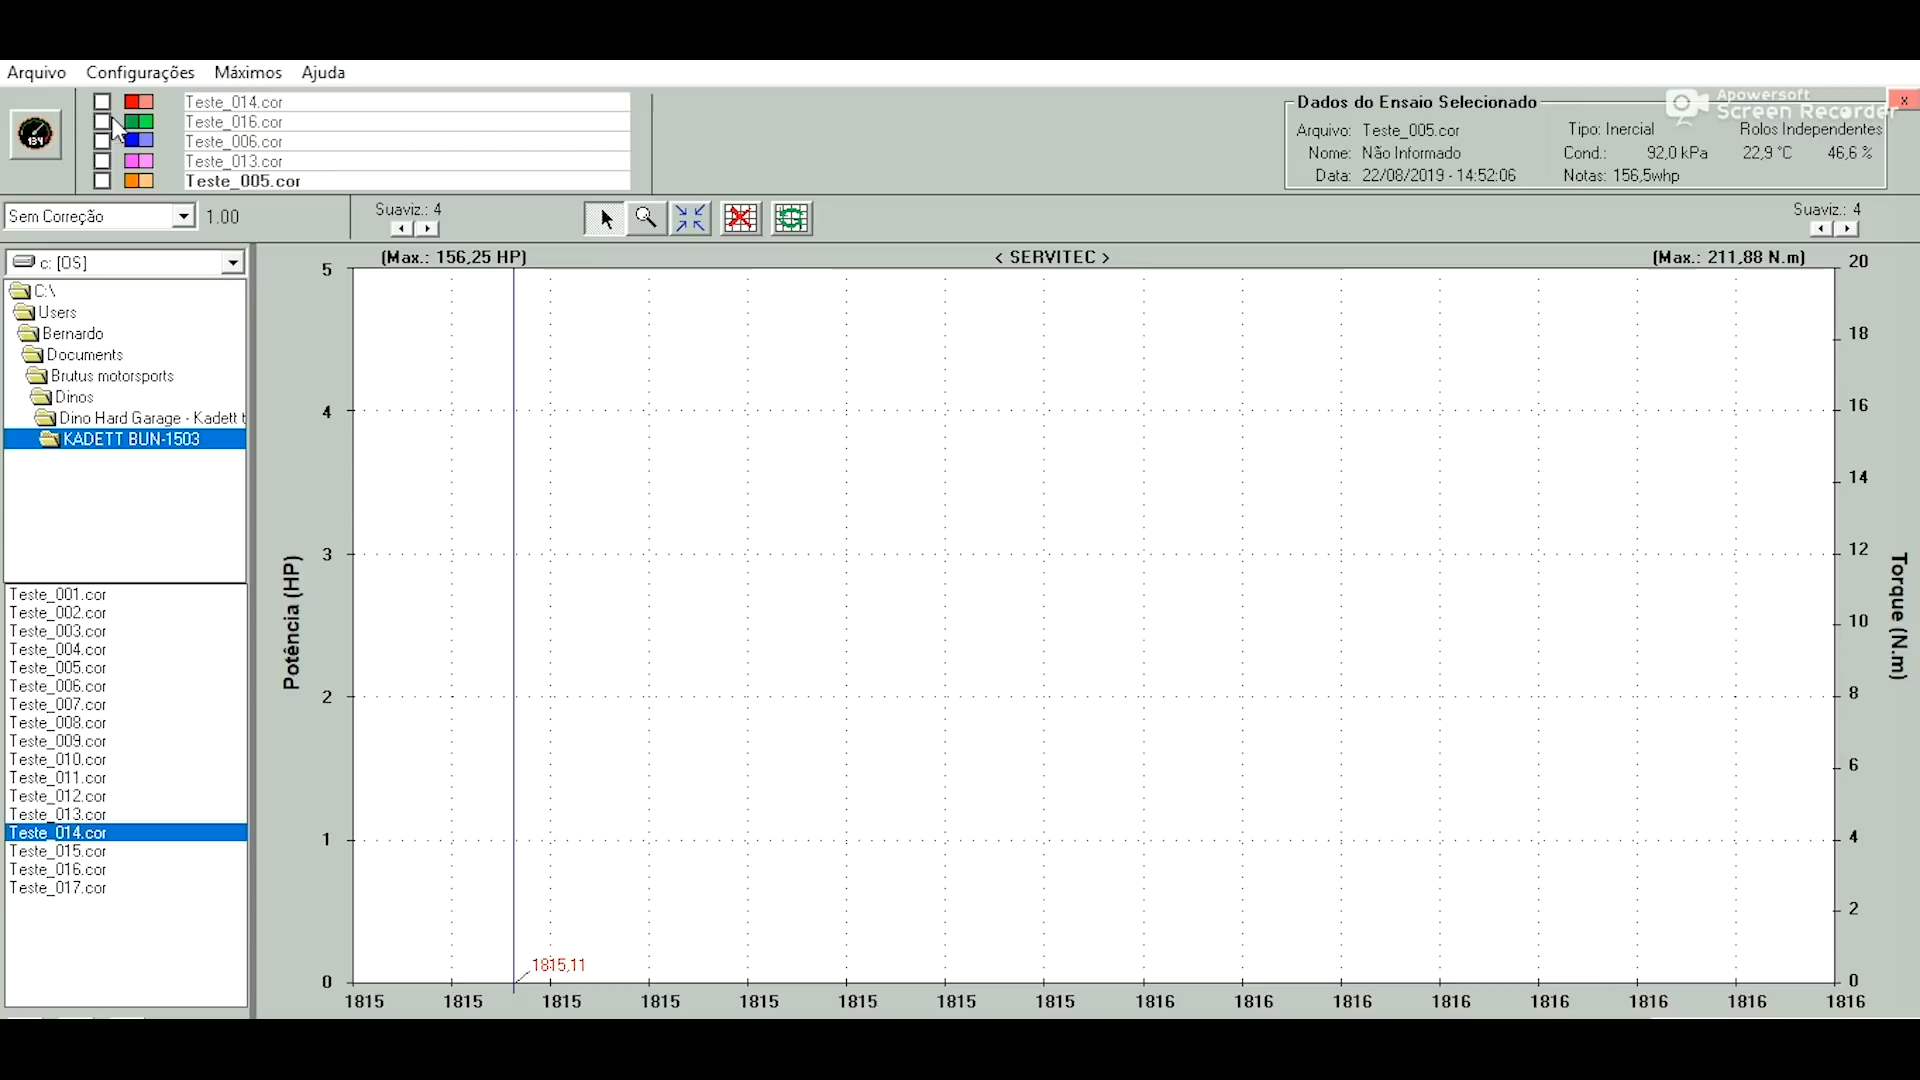 Arquivo Configurações Máximos Ajuda
Teste_014.cor
Teste_016.cor
Teste_006.cor
Teste_013.cor
Teste_005.cor
134
Dados do Ensaio Selecionado
Arquivo: Teste_005.cor Tipo: Inercial Rolos Independentes
Nome: Não Informado Cond.: 92,0 kPa 22,9 °C 46,6 %
Data: 22/08/2019 - 14:52:06 Notas: 156,5whp
Apowersoft
Screen Recorder
x
Sem Correção 1.00
Suaviz.: 4
Suaviz.: 4
c: [OS]
C:\
Users
Bernardo
Documents
Brutus motorsports
Dinos
Dino Hard Garage - Kadett t
KADETT BUN-1503
Teste_001.cor
Teste_002.cor
Teste_003.cor
Teste_004.cor
Teste_005.cor
Teste_006.cor
Teste_007.cor
Teste_008.cor
Teste_009.cor
Teste_010.cor
Teste_011.cor
Teste_012.cor
Teste_013.cor
Teste_014.cor
Teste_015.cor
Teste_016.cor
Teste_017.cor
(Max.: 156,25 HP) < SERVITEC > (Max.: 211,88 N.m)
Potência (HP)
5
4
3
2
1
0
1815,11
1815 1815 1815 1815 1815 1815 1815 1815 1816 1816 1816 1816 1816 1816 1816 1816
20
18
16
14
12
10
8
6
4
2
0
Torque (N.m)